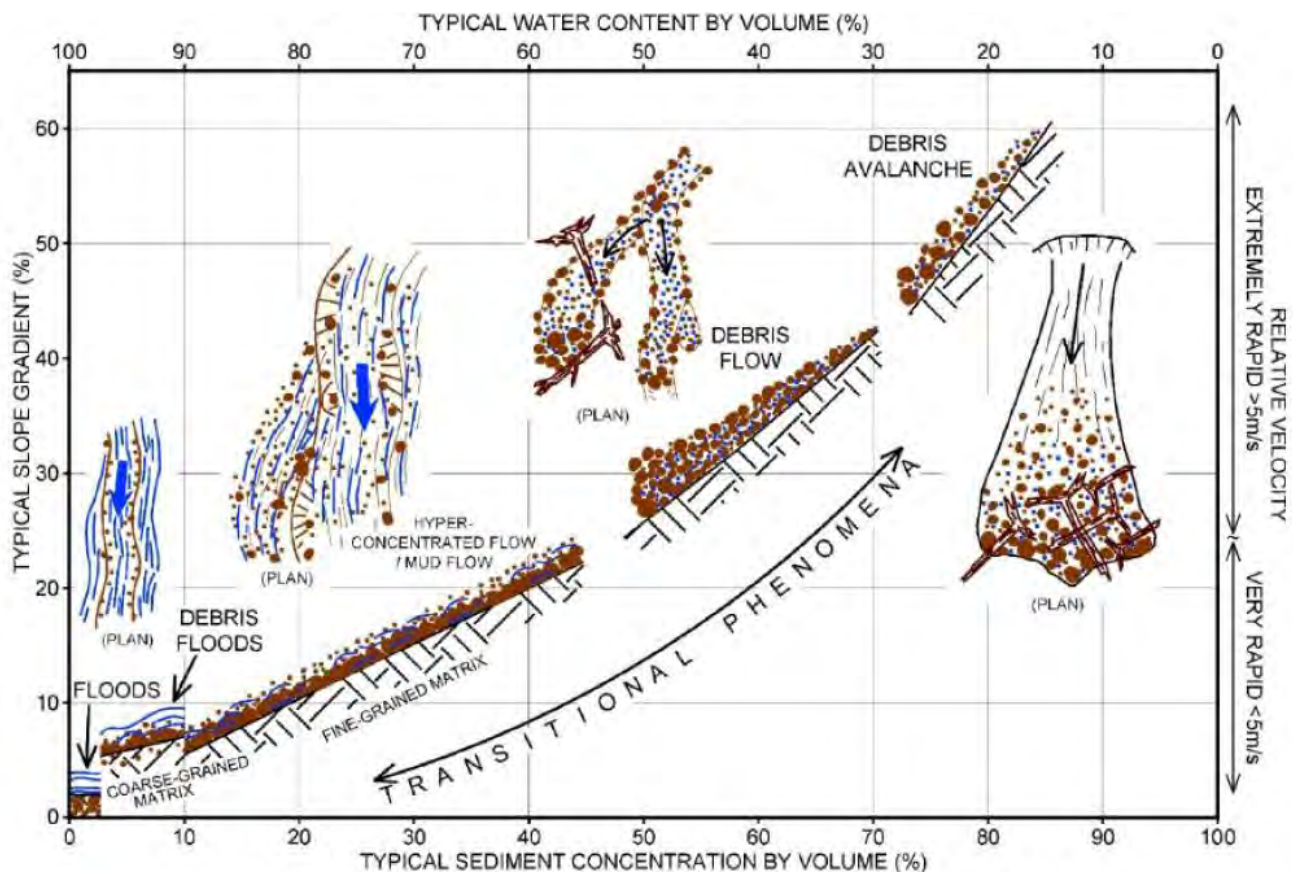 TYPICAL WATER CONTENT BY VOLUME (%)
100 90 80 70 60 50 40 30 20 10 0
TYPICAL SLOPE GRADIENT (%)
60
50
40
30
20
10
0
DEBRIS
AVALANCHE
DEBRIS
FLOW
(PLAN)
HYPER-
CONCENTRATED FLOW
/ MUD FLOW
(PLAN)
(PLAN)
(PLAN)
DEBRIS
FLOODS
FLOODS
COARSE-GRAINED
MATRIX
FINE-GRAINED MATRIX
TRANSITIONAL PHENOMENA
EXTREMELY RAPID >5m/s
VERY RAPID <5m/s
RELATIVE VELOCITY
0 10 20 30 40 50 60 70 80 90 100
TYPICAL SEDIMENT CONCENTRATION BY VOLUME (%)